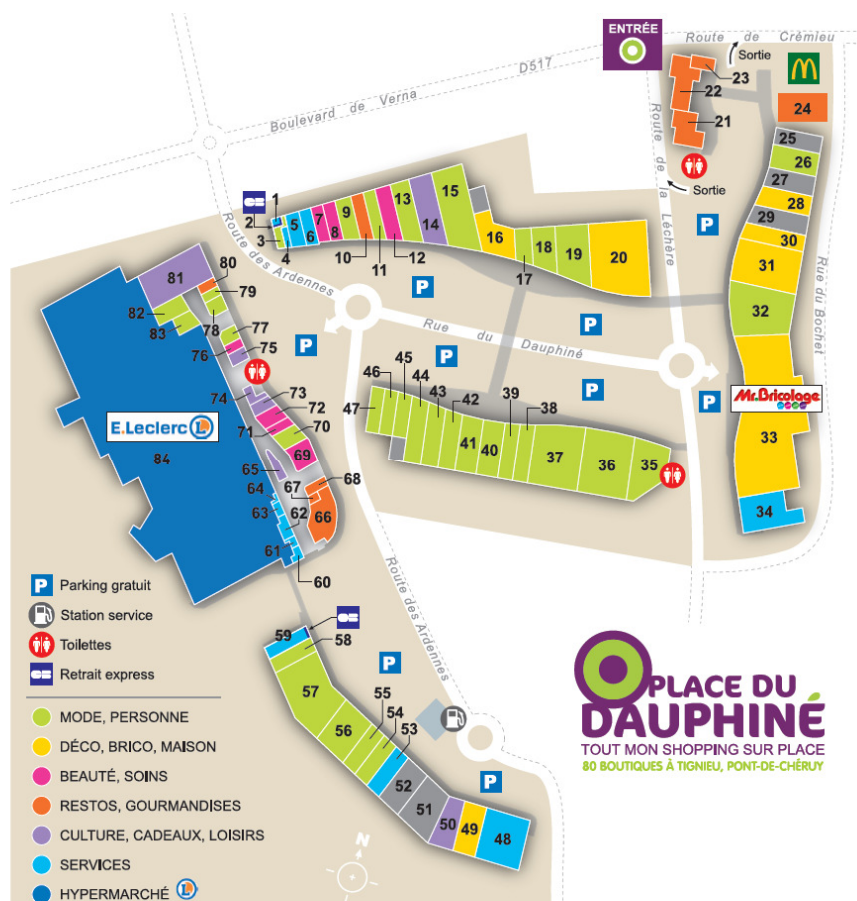 ENTRÉE
Route de Crémieu
Sortie
D517
Boulevard de Verna
Route de la Léchère
Sortie
Rue du Bochet
Route des Ardennes
Rue du Dauphiné
Route des Ardennes
1
2
3
4
5
6
7
8
9
10
11
12
13
14
15
16
17
18
19
20
21
22
23
24
25
26
27
28
29
30
31
32
Mr.Bricolage
33
34
35
36
37
38
39
40
41
42
43
44
45
46
47
48
49
50
51
52
53
54
55
56
57
58
59
60
61
62
63
64
65
66
67
68
69
70
71
72
73
74
75
76
77
78
79
80
81
82
83
E.Leclerc L
84
P
P
P
P
P
P
P
P
P
N
P Parking gratuit
Station service
Toilettes
Retrait express
MODE, PERSONNE
DÉCO, BRICO, MAISON
BEAUTÉ, SOINS
RESTOS, GOURMANDISES
CULTURE, CADEAUX, LOISIRS
SERVICES
HYPERMARCHÉ L
PLACE DU
DAUPHINÉ
TOUT MON SHOPPING SUR PLACE
80 BOUTIQUES À TIGNIEU, PONT-DE-CHÉRUY